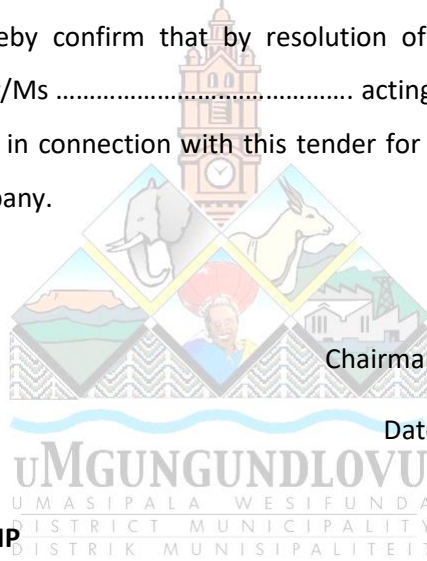 eby confirm that by resolution of
/Ms ………………………………. acting
in connection with this tender for
pany.
Chairma
Dat
uMGUNGUNDLOVU
UMASIPALA WESIFUNDA
DISTRICT MUNICIPALITY
IP
DISTRIK MUNISIPALITEIT